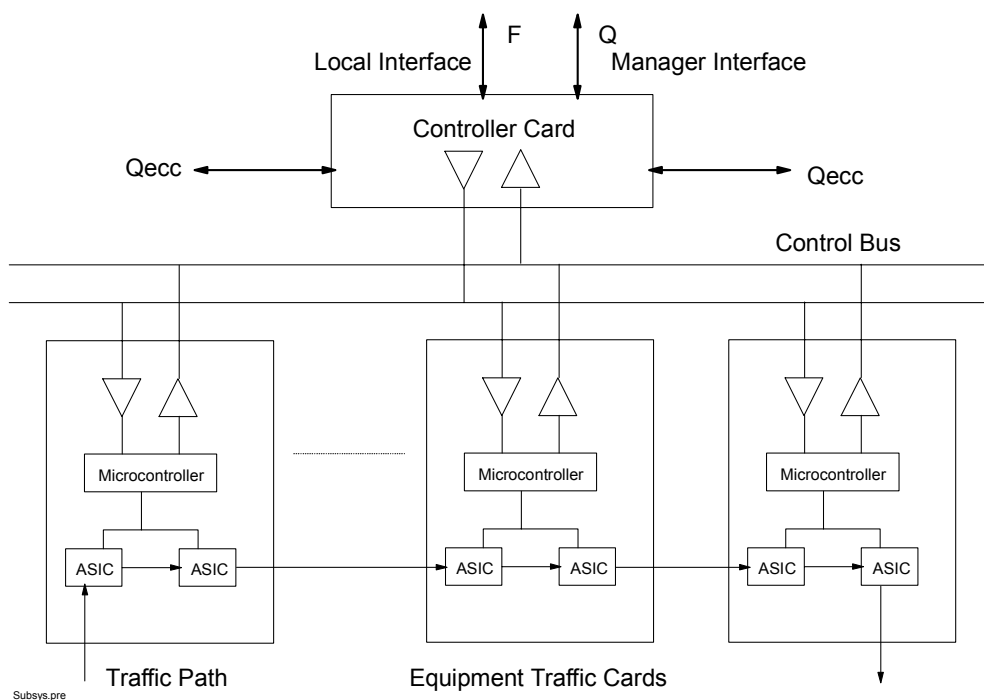 F
Q
Local Interface
Manager Interface
Controller Card
Qecc
Qecc
Control Bus
Microcontroller
Microcontroller
Microcontroller
ASIC
ASIC
ASIC
ASIC
ASIC
ASIC
Traffic Path
Equipment Traffic Cards
Subsys.pre